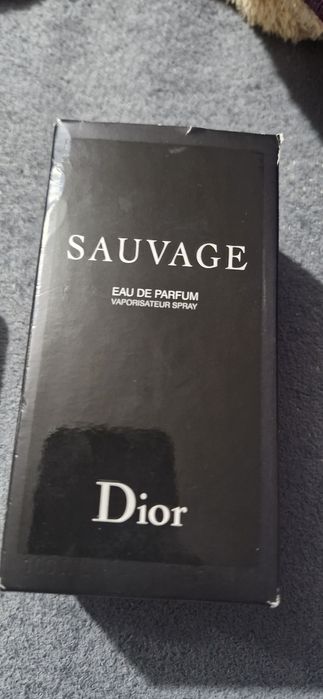 SAUVAGE
EAU DE PARFUM
VAPORISATEUR SPRAY
Dior